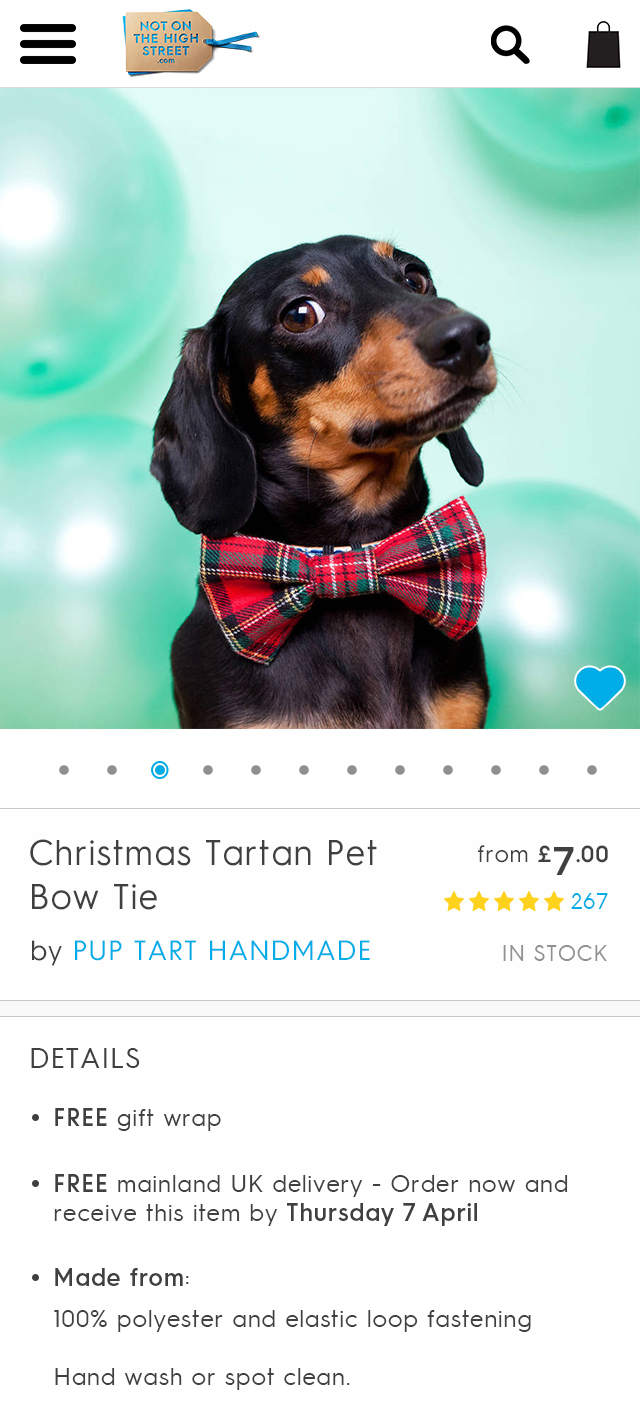 NOT ON
THE HIGH
STREET
.com
Christmas Tartan Pet
Bow Tie
from £7.00
267
by PUP TART HANDMADE
IN STOCK
DETAILS
• FREE gift wrap
• FREE mainland UK delivery - Order now and
receive this item by Thursday 7 April
• Made from:
100% polyester and elastic loop fastening
Hand wash or spot clean.